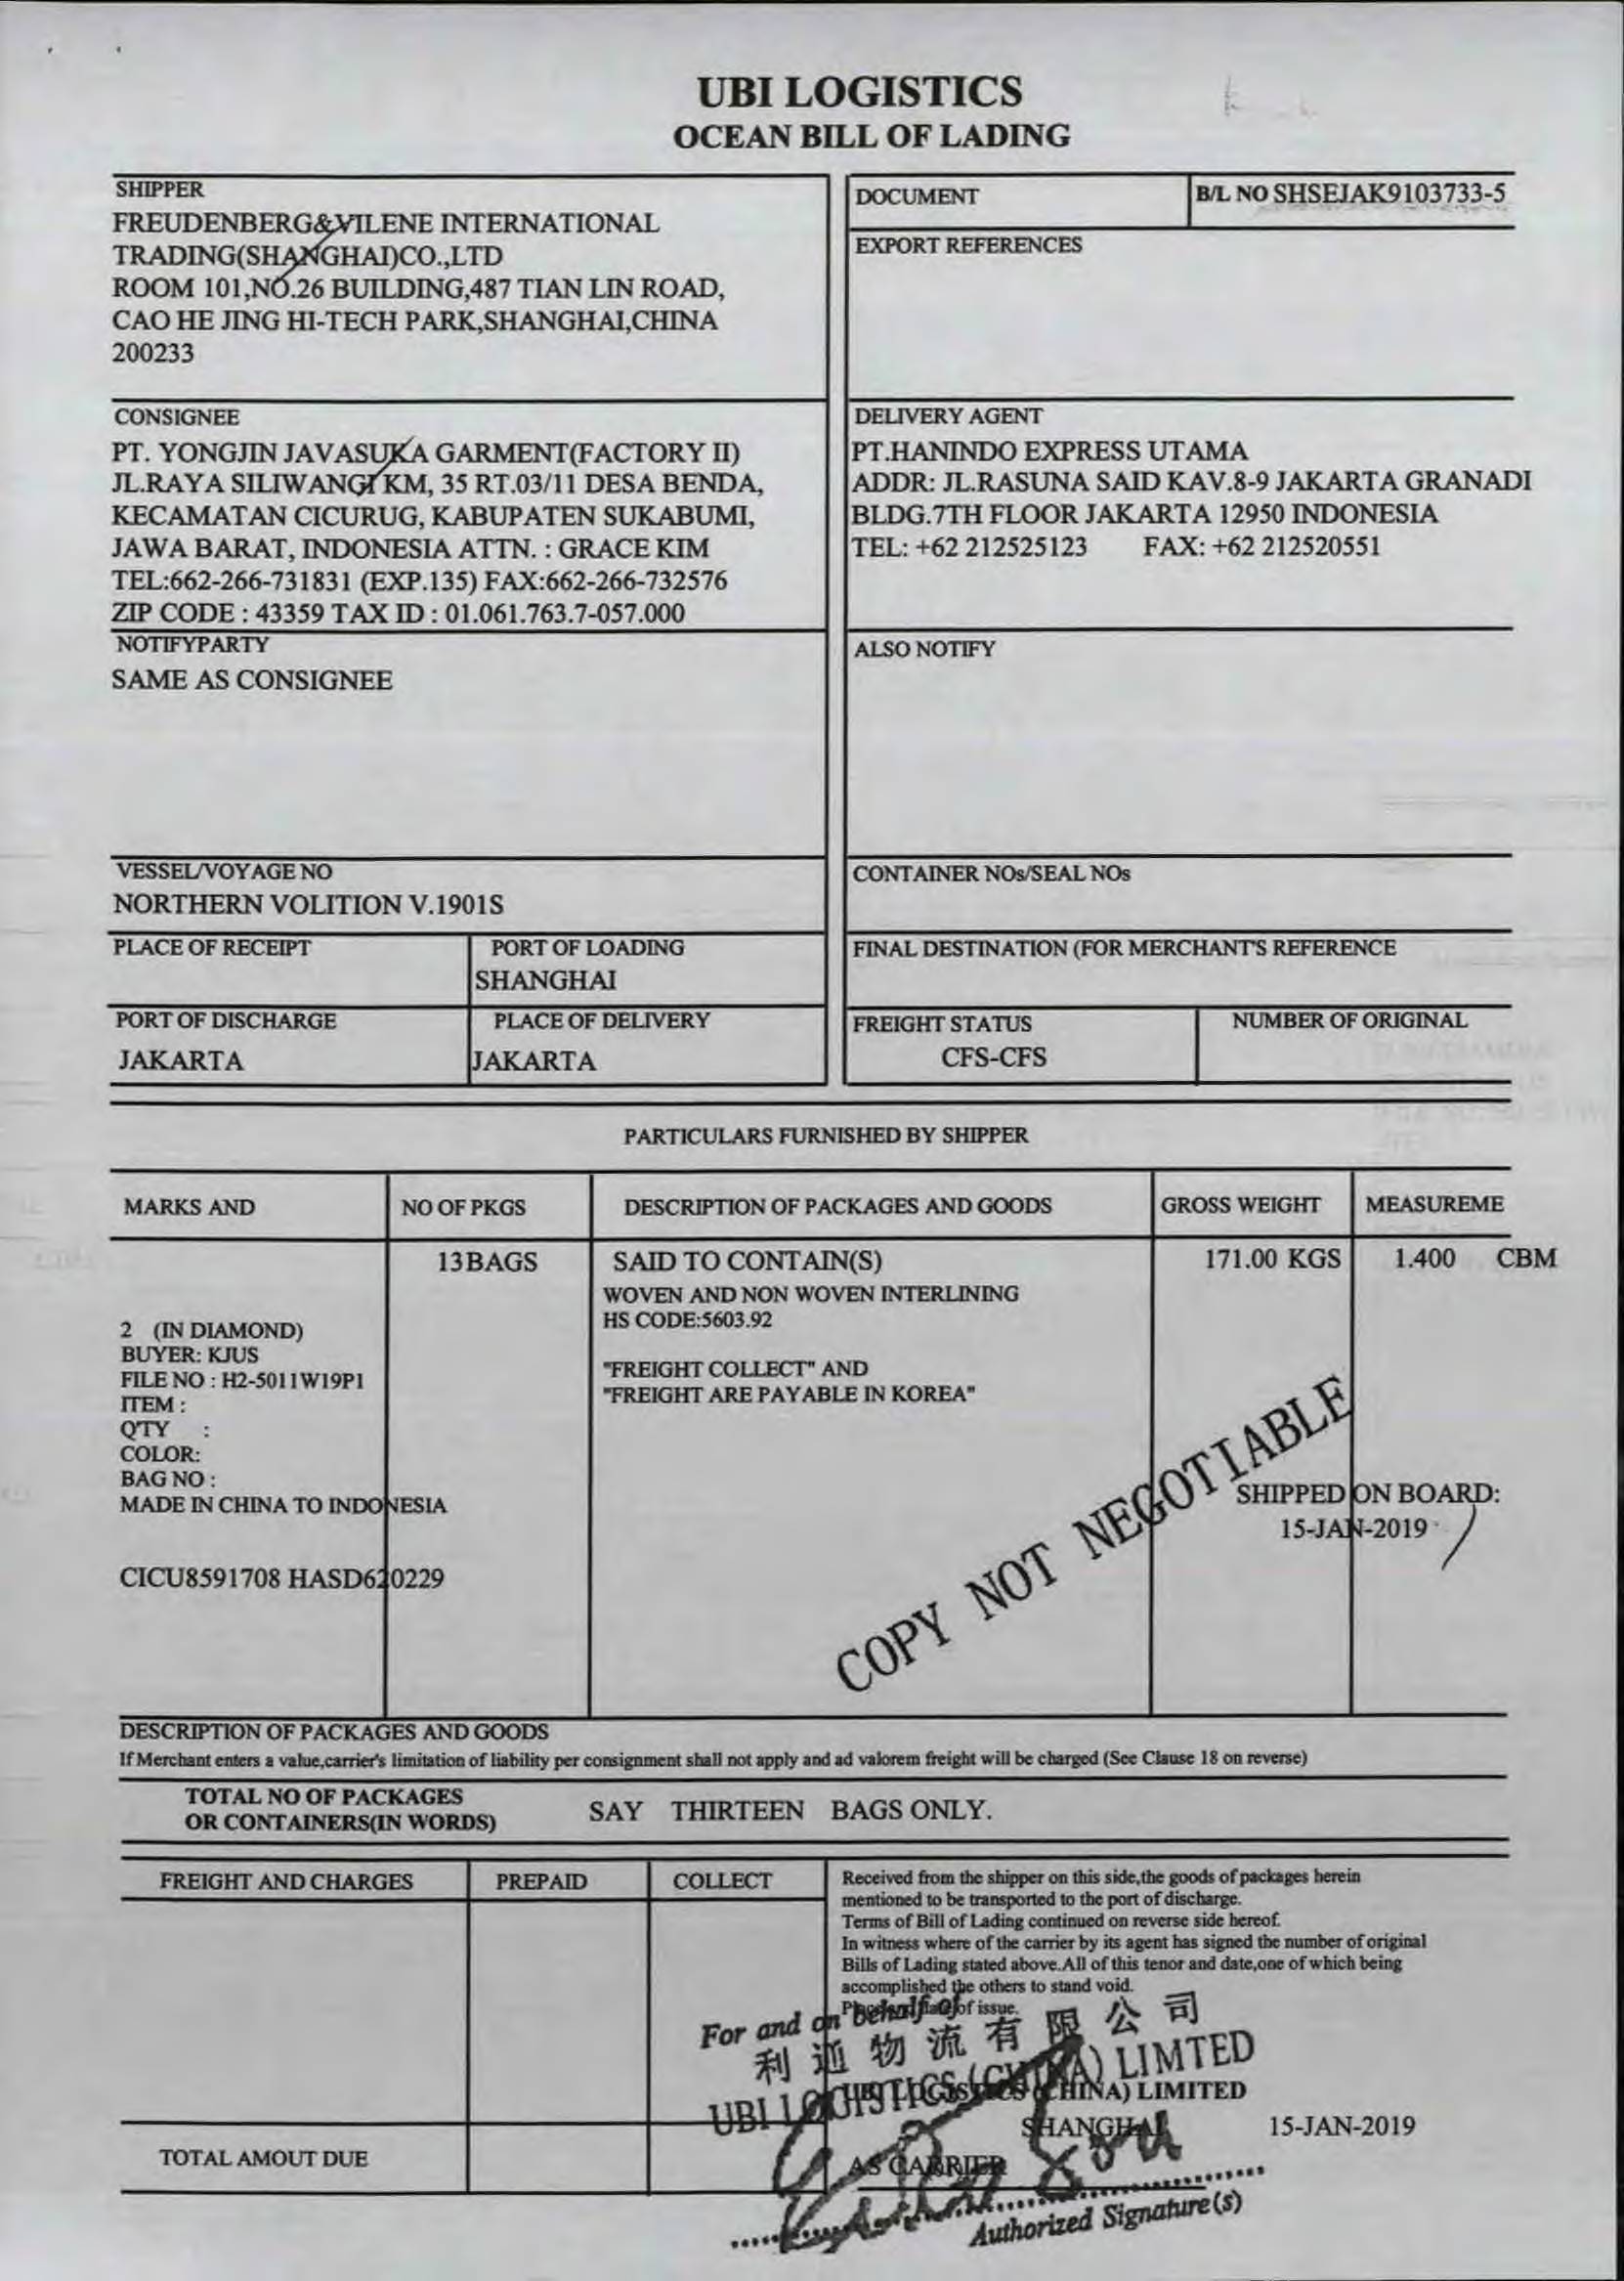 UBI LOGISTICS
OCEAN BILL OF LADING
SHIPPER
FREUDENBERG&VILENE INTERNATIONAL
TRADING(SHANGHAI)CO.,LTD
ROOM 101,NO.26 BUILDING,487 TIAN LIN ROAD,
CAO HE JING HI-TECH PARK,SHANGHAI,CHINA
200233
DOCUMENT
B/L NO SHSEJAK9103733-5
EXPORT REFERENCES
CONSIGNEE
PT. YONGJIN JAVASUKA GARMENT(FACTORY II)
JL.RAYA SILIWANGI KM, 35 RT.03/11 DESA BENDA,
KECAMATAN CICURUG, KABUPATEN SUKABUMI,
JAWA BARAT, INDONESIA ATTN. : GRACE KIM
TEL:662-266-731831 (EXP.135) FAX:662-266-732576
ZIP CODE : 43359 TAX ID : 01.061.763.7-057.000
DELIVERY AGENT
PT.HANINDO EXPRESS UTAMA
ADDR: JL.RASUNA SAID KAV.8-9 JAKARTA GRANADI
BLDG.7TH FLOOR JAKARTA 12950 INDONESIA
TEL: +62 212525123 FAX: +62 212520551
NOTIFYPARTY
SAME AS CONSIGNEE
ALSO NOTIFY
VESSEL/VOYAGE NO
NORTHERN VOLITION V.1901S
CONTAINER NOs/SEAL NOs
PLACE OF RECEIPT
PORT OF LOADING
SHANGHAI
FINAL DESTINATION (FOR MERCHANT'S REFERENCE
PORT OF DISCHARGE
JAKARTA
PLACE OF DELIVERY
JAKARTA
FREIGHT STATUS
CFS-CFS
NUMBER OF ORIGINAL
PARTICULARS FURNISHED BY SHIPPER
MARKS AND
NO OF PKGS
DESCRIPTION OF PACKAGES AND GOODS
GROSS WEIGHT
MEASUREME
13BAGS
SAID TO CONTAIN(S)
171.00 KGS
1.400 CBM
WOVEN AND NON WOVEN INTERLINING
HS CODE:5603.92
"FREIGHT COLLECT" AND
"FREIGHT ARE PAYABLE IN KOREA"
2 (IN DIAMOND)
BUYER: KJUS
FILE NO : H2-5011W19P1
ITEM :
Q'TY :
COLOR:
BAG NO :
MADE IN CHINA TO INDONESIA
CICU8591708 HASD620229
COPY NOT NEGOTIABLE
SHIPPED ON BOARD:
15-JAN-2019
DESCRIPTION OF PACKAGES AND GOODS
If Merchant enters a value,carrier's limitation of liability per consignment shall not apply and ad valorem freight will be charged (See Clause 18 on reverse)
TOTAL NO OF PACKAGES
OR CONTAINERS(IN WORDS)
SAY THIRTEEN BAGS ONLY.
FREIGHT AND CHARGES
PREPAID
COLLECT
Received from the shipper on this side,the goods of packages herein
mentioned to be transported to the port of discharge.
Terms of Bill of Lading continued on reverse side hereof.
In witness where of the carrier by its agent has signed the number of original
Bills of Lading stated above.All of this tenor and date,one of which being
accomplished the others to stand void.
of issue.
For and on behalf of
利通物流有限公司
UBI LOGISTICS (CHINA) LIMTED
UBI LOGISTICS (CHINA) LIMITED
SHANGHAI 15-JAN-2019
TOTAL AMOUT DUE
AS CARRIER
Authorized Signature(s)